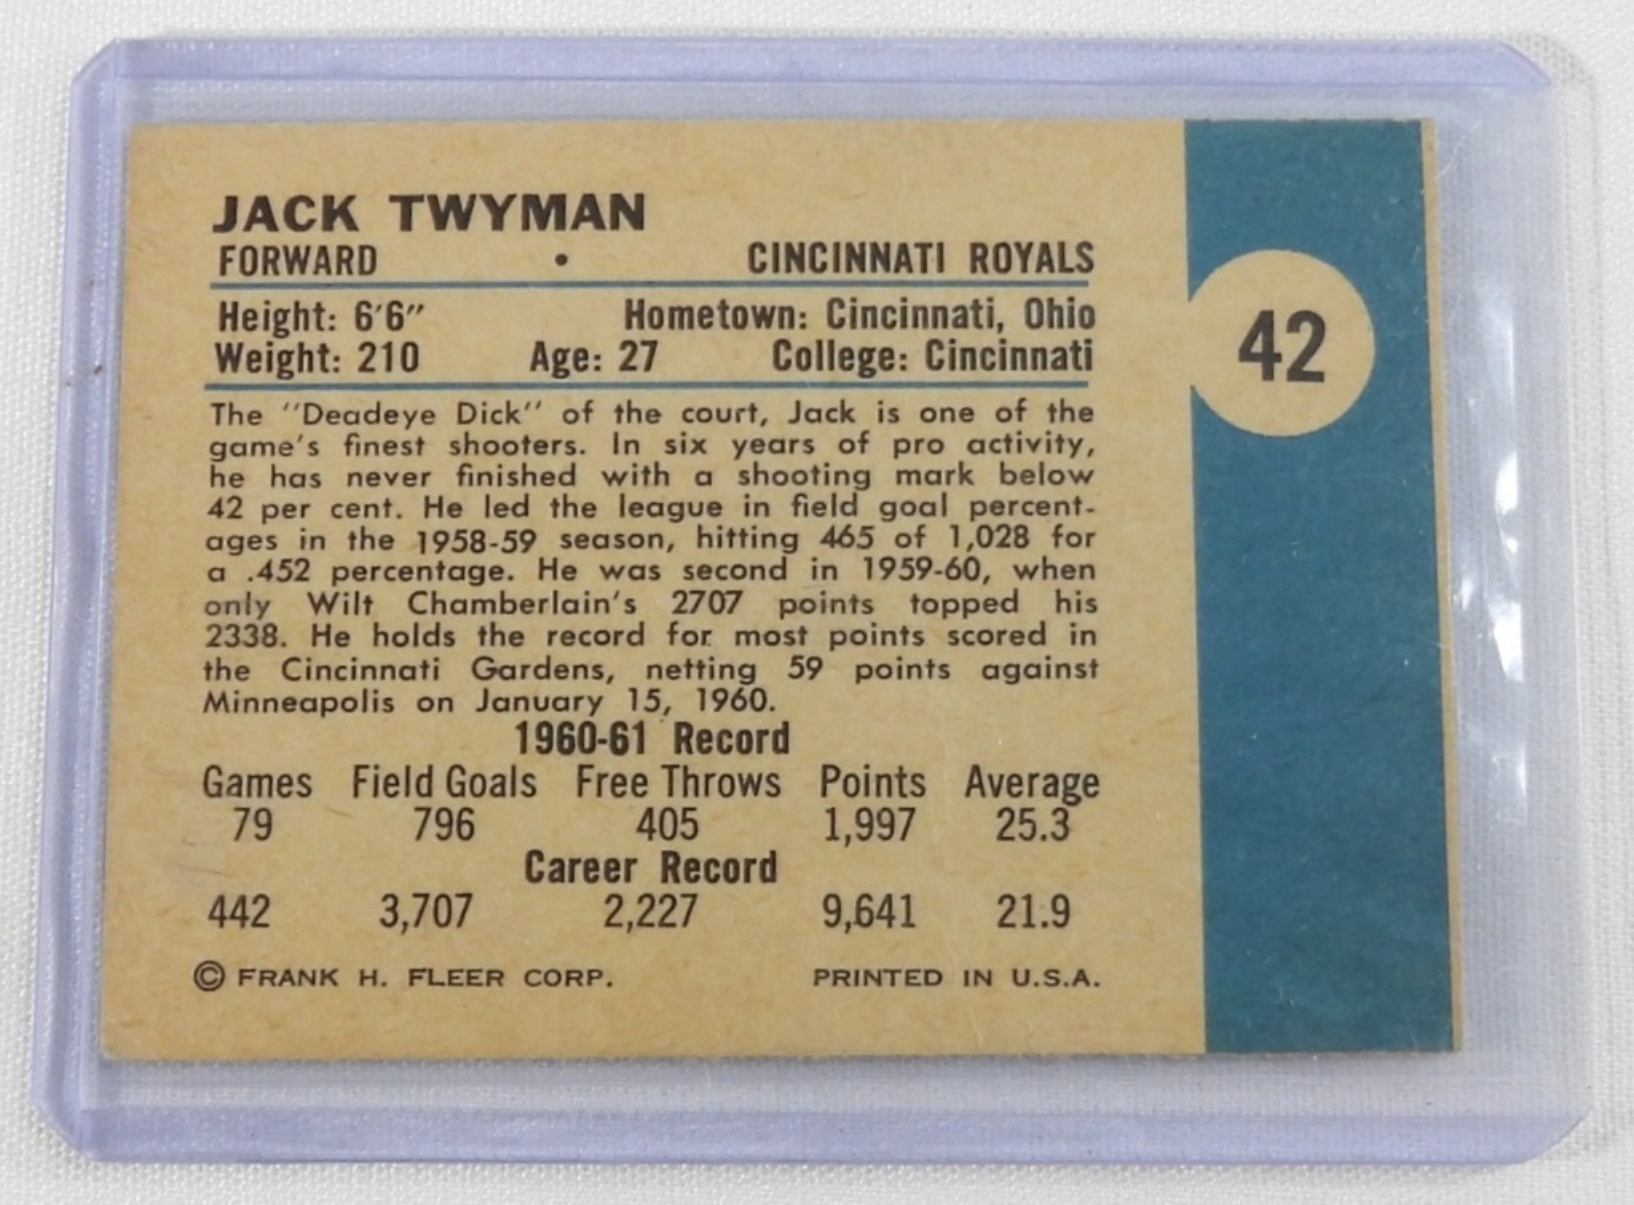 JACK TWYMAN
FORWARD • CINCINNATI ROYALS
Height: 6′6″ Hometown: Cincinnati, Ohio
Weight: 210 Age: 27 College: Cincinnati
42
The ″Deadeye Dick″ of the court, Jack is one of the
game's finest shooters. In six years of pro activity,
he has never finished with a shooting mark below
42 per cent. He led the league in field goal percent-
ages in the 1958-59 season, hitting 465 of 1,028 for
a .452 percentage. He was second in 1959-60, when
only Wilt Chamberlain's 2707 points topped his
2338. He holds the record for most points scored in
the Cincinnati Gardens, netting 59 points against
Minneapolis on January 15, 1960.
1960-61 Record
Games Field Goals Free Throws Points Average
79 796 405 1,997 25.3
Career Record
442 3,707 2,227 9,641 21.9
© FRANK H. FLEER CORP. PRINTED IN U.S.A.